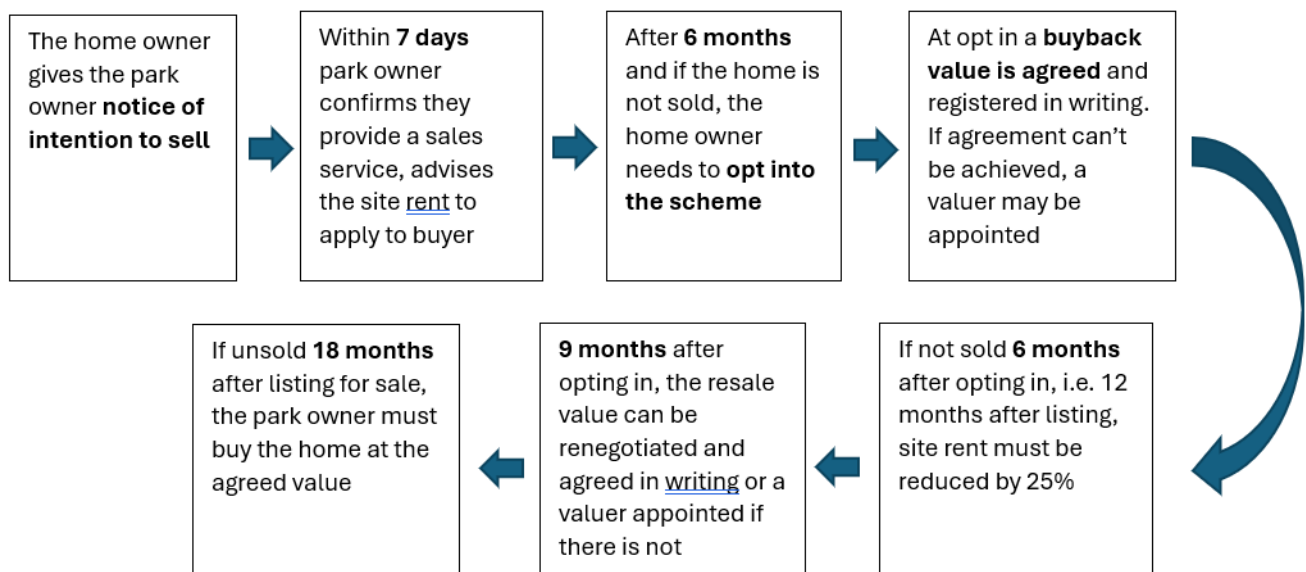 The home owner
gives the park
owner notice of
intention to sell
Within 7 days
park owner
confirms they
provide a sales
service, advises
the site rent to
apply to buyer
After 6 months
and if the home is
not sold, the
home owner
needs to opt into
the scheme
At opt in a buyback
value is agreed and
registered in writing.
If agreement can’t
be achieved, a
valuer may be
appointed
If not sold 6 months
after opting in, i.e. 12
months after listing,
site rent must be
reduced by 25%
9 months after
opting in, the resale
value can be
renegotiated and
agreed in writing or a
valuer appointed if
there is not
If unsold 18 months
after listing for sale,
the park owner must
buy the home at the
agreed value